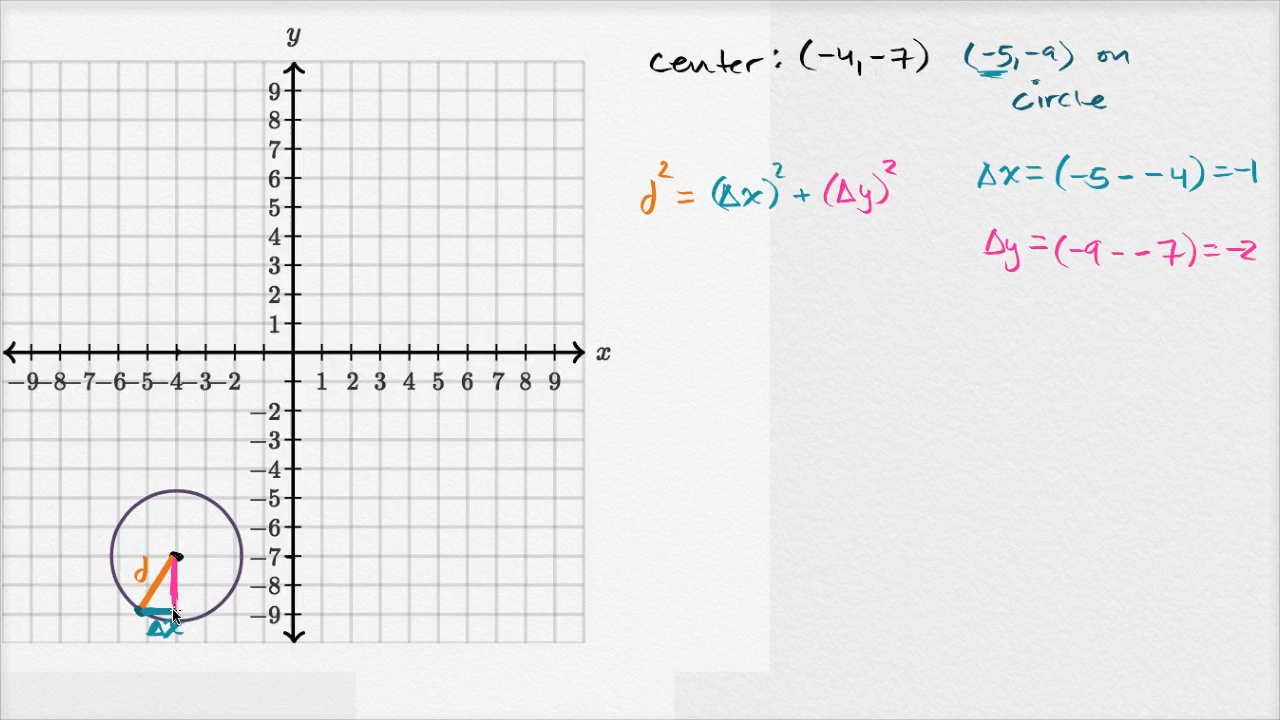 center: (-4,-7) (-5,-9) on
circle
d² = (Δx)² + (Δy)²
Δx = (-5 - -4) = -1
Δy = (-9 - -7) = -2
y
9
8
7
6
5
4
3
2
1
x
−9 −8 −7 −6 −5 −4 −3 −2 1 2 3 4 5 6 7 8 9
−2
−3
−4
−5
−6
−7
−8
−9
d
Δx